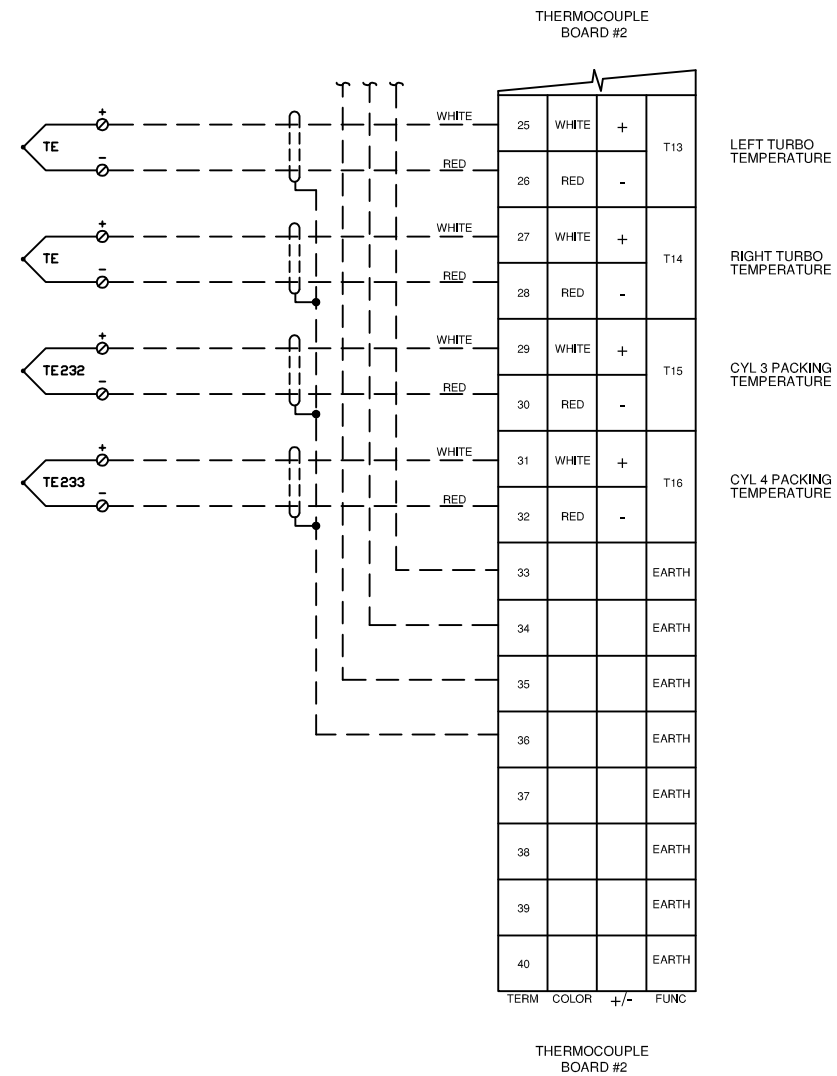 THERMOCOUPLE
BOARD #2
+ WHITE 25 WHITE +
TE T13 LEFT TURBO
TEMPERATURE
- RED 26 RED -
+ WHITE 27 WHITE +
TE T14 RIGHT TURBO
TEMPERATURE
- RED 28 RED -
+ WHITE 29 WHITE +
TE232 T15 CYL 3 PACKING
TEMPERATURE
- RED 30 RED -
+ WHITE 31 WHITE +
TE233 T16 CYL 4 PACKING
TEMPERATURE
- RED 32 RED -
33 EARTH
34 EARTH
35 EARTH
36 EARTH
37 EARTH
38 EARTH
39 EARTH
40 EARTH
TERM COLOR +/- FUNC
THERMOCOUPLE
BOARD #2